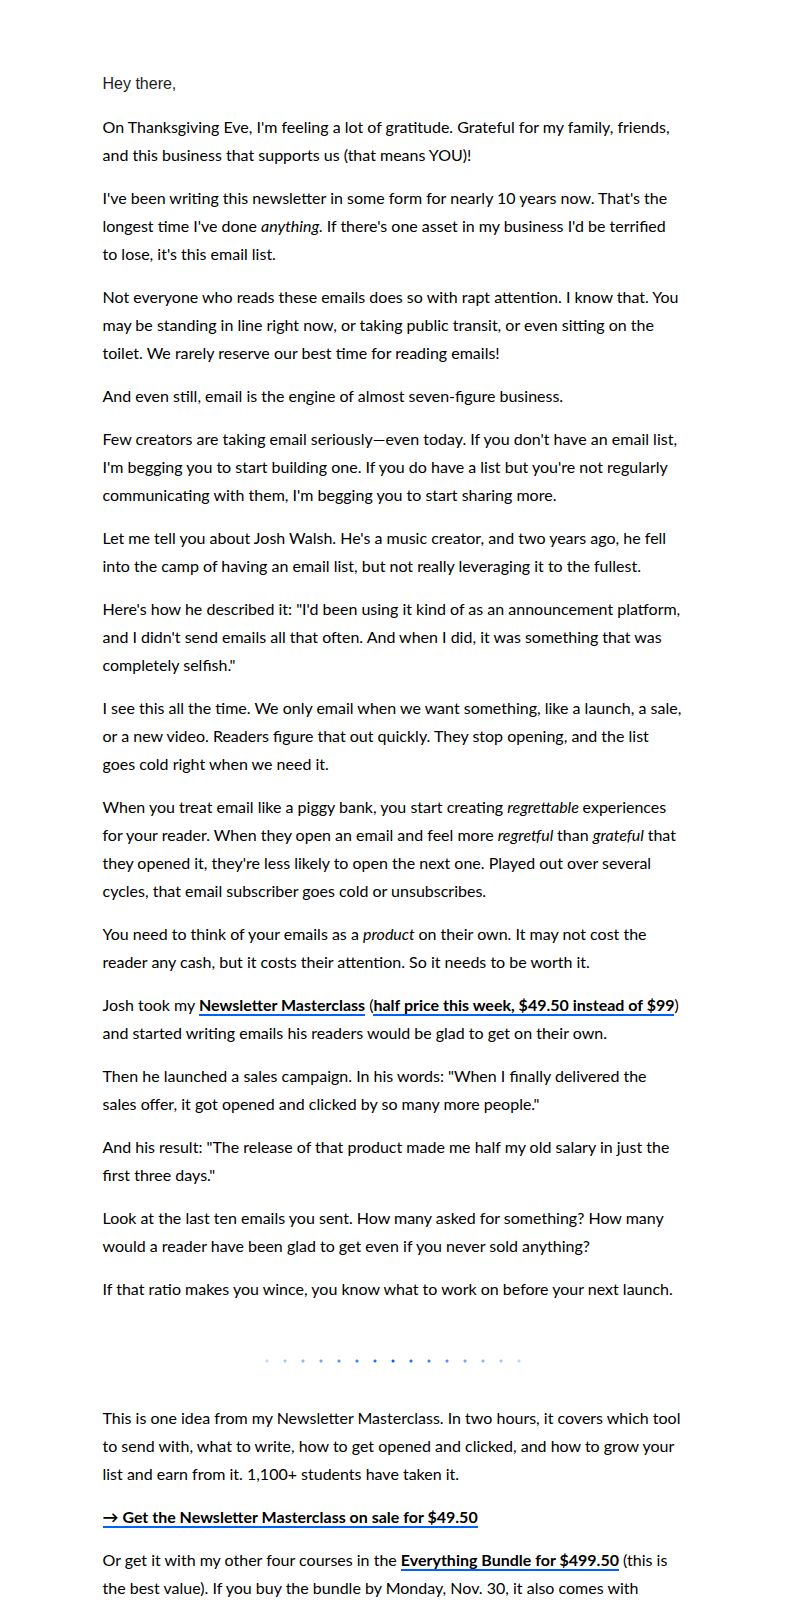 Hey there,
On Thanksgiving Eve, I'm feeling a lot of gratitude. Grateful for my family, friends,
and this business that supports us (that means YOU)!
I've been writing this newsletter in some form for nearly 10 years now. That's the
longest time I've done anything. If there's one asset in my business I'd be terrified
to lose, it's this email list.
Not everyone who reads these emails does so with rapt attention. I know that. You
may be standing in line right now, or taking public transit, or even sitting on the
toilet. We rarely reserve our best time for reading emails!
And even still, email is the engine of almost seven-figure business.
Few creators are taking email seriously—even today. If you don't have an email list,
I'm begging you to start building one. If you do have a list but you're not regularly
communicating with them, I'm begging you to start sharing more.
Let me tell you about Josh Walsh. He's a music creator, and two years ago, he fell
into the camp of having an email list, but not really leveraging it to the fullest.
Here's how he described it: "I'd been using it kind of as an announcement platform,
and I didn't send emails all that often. And when I did, it was something that was
completely selfish."
I see this all the time. We only email when we want something, like a launch, a sale,
or a new video. Readers figure that out quickly. They stop opening, and the list
goes cold right when we need it.
When you treat email like a piggy bank, you start creating regrettable experiences
for your reader. When they open an email and feel more regretful than grateful that
they opened it, they're less likely to open the next one. Played out over several
cycles, that email subscriber goes cold or unsubscribes.
You need to think of your emails as a product on their own. It may not cost the
reader any cash, but it costs their attention. So it needs to be worth it.
Josh took my Newsletter Masterclass (half price this week, $49.50 instead of $99)
and started writing emails his readers would be glad to get on their own.
Then he launched a sales campaign. In his words: "When I finally delivered the
sales offer, it got opened and clicked by so many more people."
And his result: "The release of that product made me half my old salary in just the
first three days."
Look at the last ten emails you sent. How many asked for something? How many
would a reader have been glad to get even if you never sold anything?
If that ratio makes you wince, you know what to work on before your next launch.
This is one idea from my Newsletter Masterclass. In two hours, it covers which tool
to send with, what to write, how to get opened and clicked, and how to grow your
list and earn from it. 1,100+ students have taken it.
→ Get the Newsletter Masterclass on sale for $49.50
Or get it with my other four courses in the Everything Bundle for $499.50 (this is
the best value). If you buy the bundle by Monday, Nov. 30, it also comes with